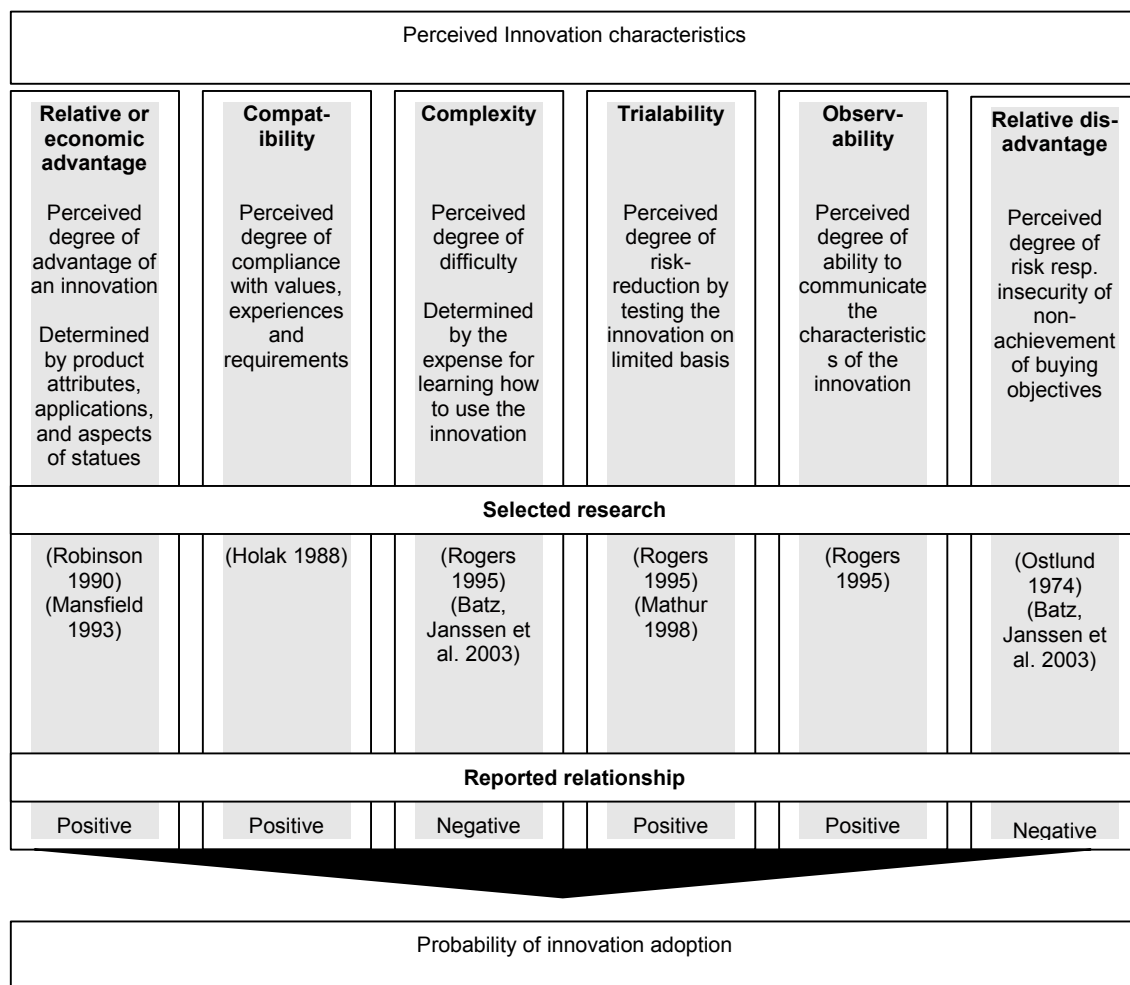 Perceived Innovation characteristics
Relative or
economic
advantage
Perceived
degree of
advantage of
an innovation
Determined
by product
attributes,
applications,
and aspects
of statues
Compat-
ibility
Perceived
degree of
compliance
with values,
experiences
and
requirements
Complexity
Perceived
degree of
difficulty
Determined
by the
expense for
learning how
to use the
innovation
Trialability
Perceived
degree of
risk-
reduction by
testing the
innovation on
limited basis
Observ-
ability
Perceived
degree of
ability to
communicate
the
characteristic
s of the
innovation
Relative dis-
advantage
Perceived
degree of
risk resp.
insecurity of
non-
achievement
of buying
objectives
Selected research
(Robinson
1990)
(Mansfield
1993)
(Holak 1988)
(Rogers
1995)
(Batz,
Janssen et
al. 2003)
(Rogers
1995)
(Mathur
1998)
(Rogers
1995)
(Ostlund
1974)
(Batz,
Janssen et
al. 2003)
Reported relationship
Positive
Positive
Negative
Positive
Positive
Negative
Probability of innovation adoption